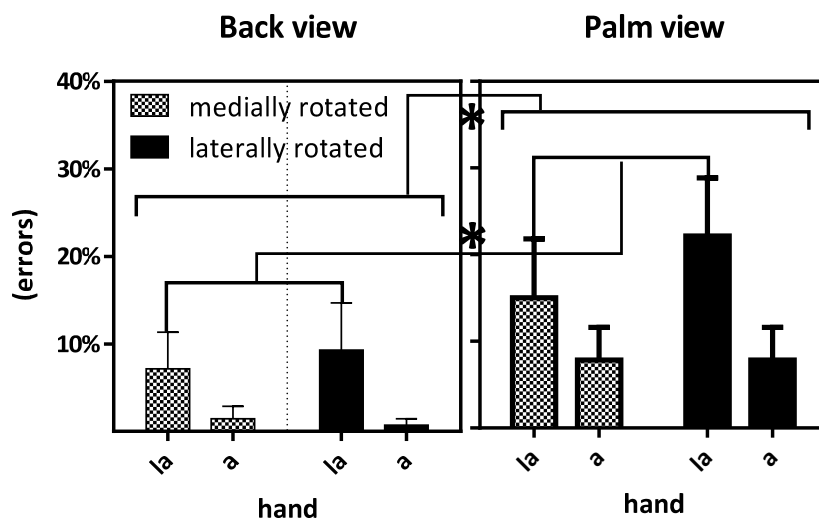 Back view
Palm view
40%
30%
20%
10%
(errors)
medially rotated
laterally rotated
*
*
la
a
la
a
la
a
la
a
hand
hand